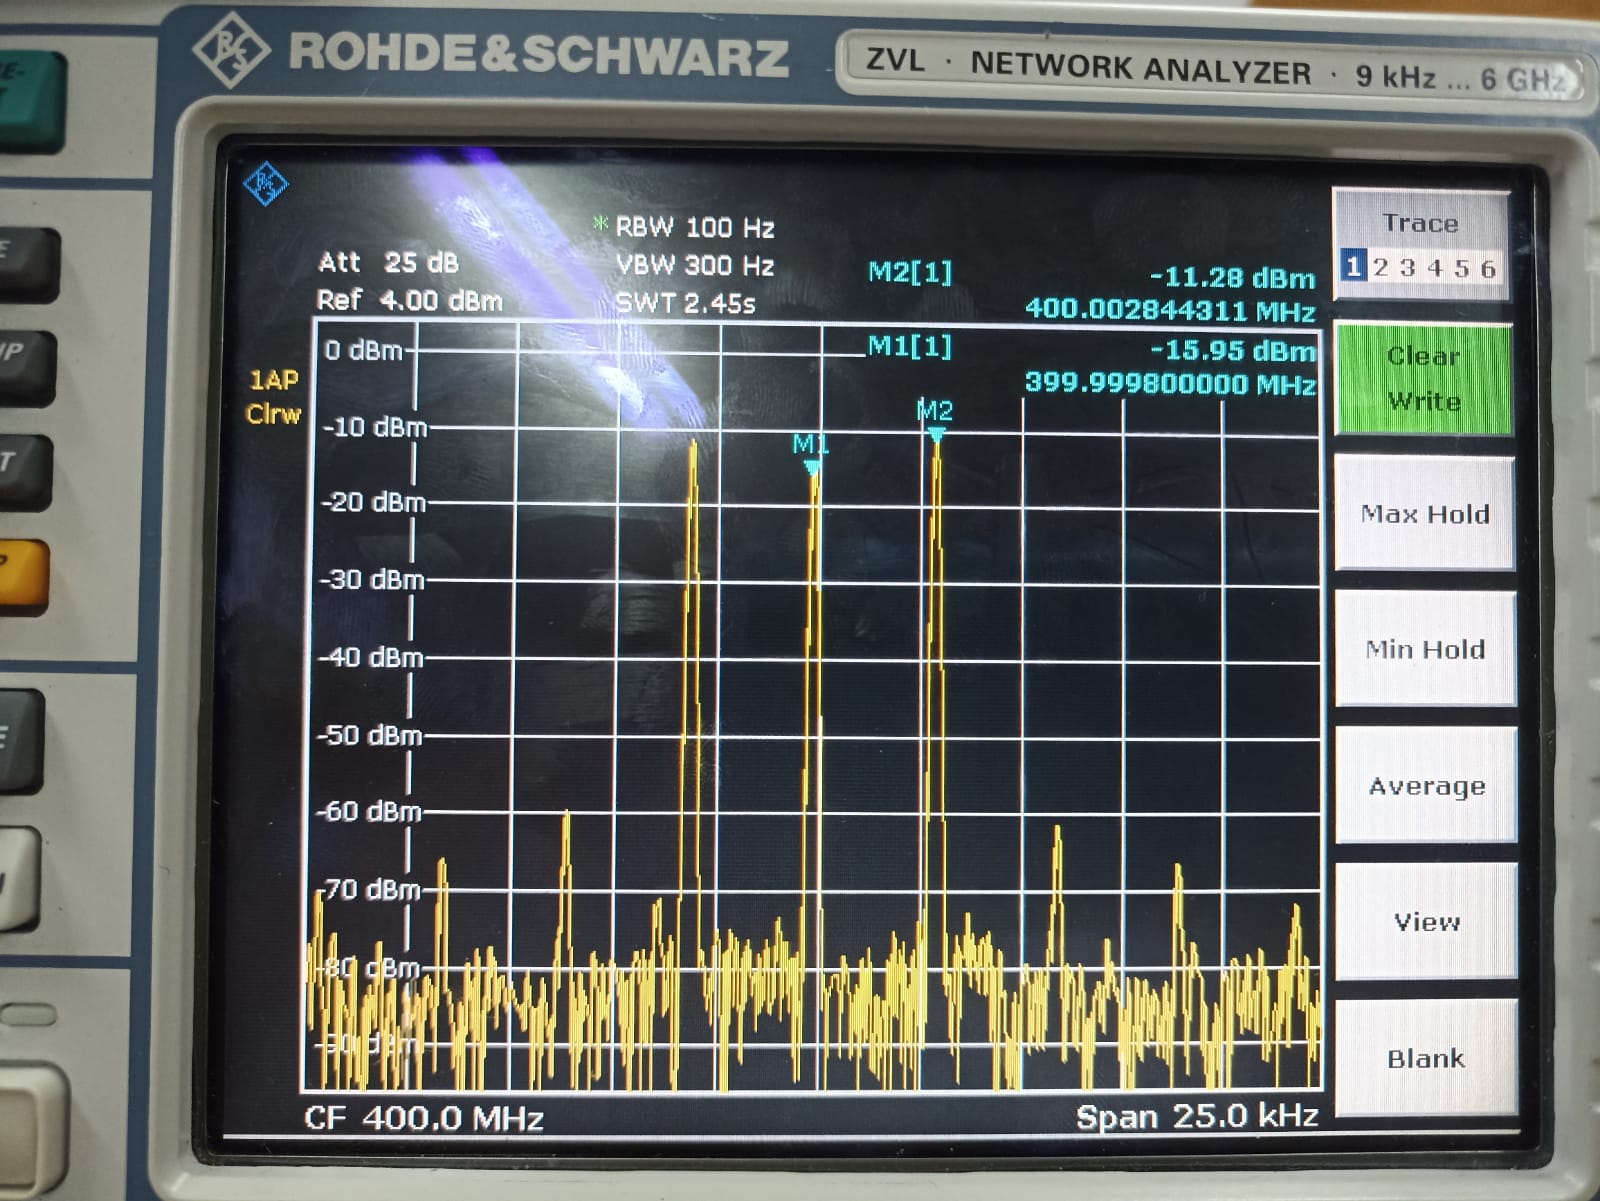 ROHDE&SCHWARZ
ZVL · NETWORK ANALYZER · 9 kHz ... 6 GHz
* RBW 100 Hz
Att 25 dB
VBW 300 Hz
Ref 4.00 dBm
SWT 2.45s
M2[1]
-11.28 dBm
400.002844311 MHz
M1[1]
-15.95 dBm
399.999800000 MHz
1AP
Clrw
0 dBm
-10 dBm
-20 dBm
-30 dBm
-40 dBm
-50 dBm
-60 dBm
-70 dBm
-80 dBm
-90 dBm
M1
M2
CF 400.0 MHz
Span 25.0 kHz
Trace
1 2 3 4 5 6
Clear
Write
Max Hold
Min Hold
Average
View
Blank